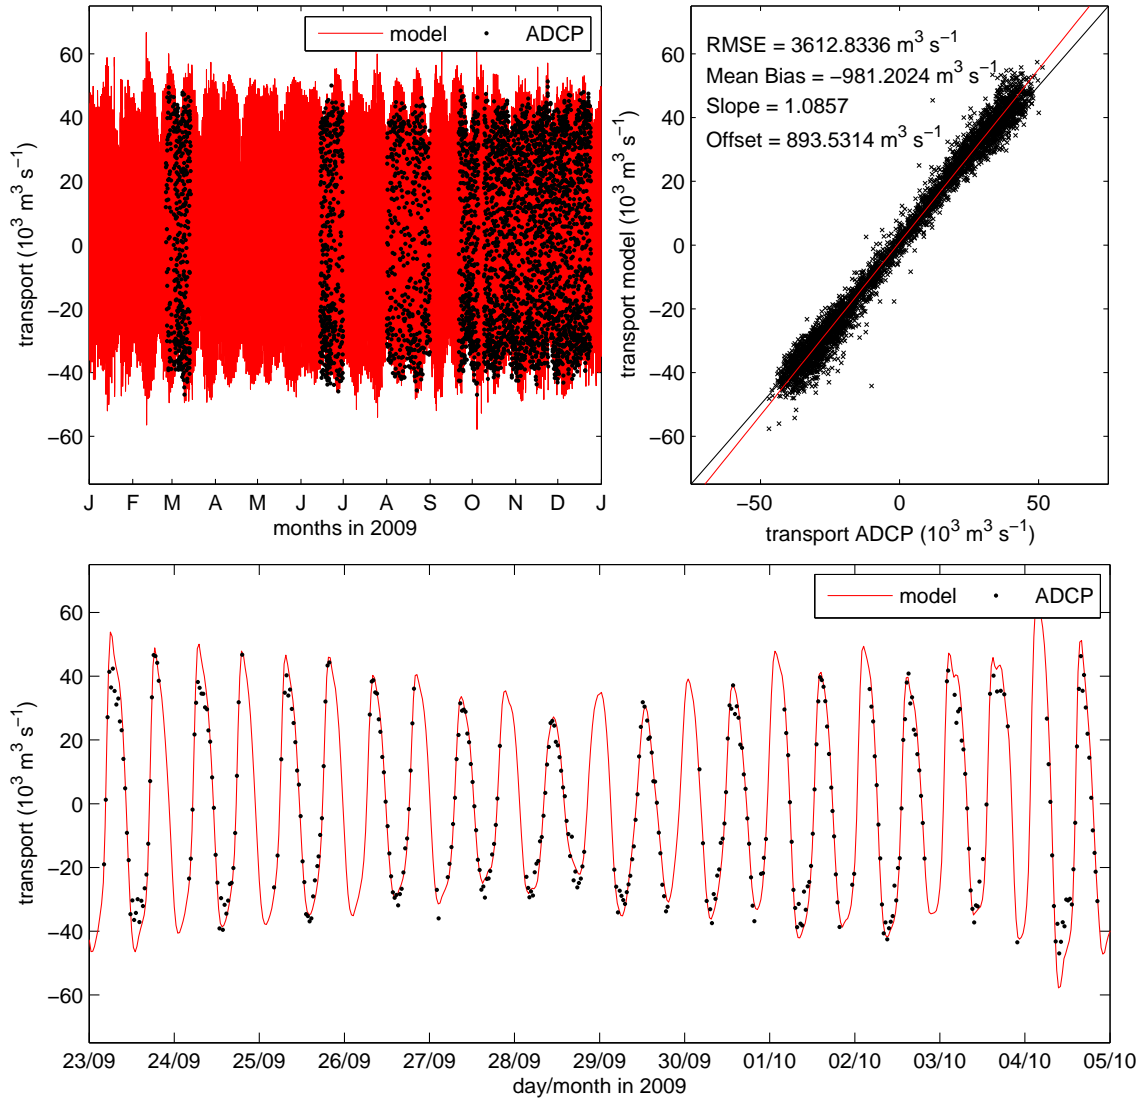 model ADCP
60
40
20
0
−20
−40
−60
transport (10³ m³ s⁻¹)
J F M A M J J A S O N D J
months in 2009
RMSE = 3612.8336 m³ s⁻¹
Mean Bias = −981.2024 m³ s⁻¹
Slope = 1.0857
Offset = 893.5314 m³ s⁻¹
60
40
20
0
−20
−40
−60
transport model (10³ m³ s⁻¹)
−50 0 50
transport ADCP (10³ m³ s⁻¹)
model ADCP
60
40
20
0
−20
−40
−60
transport (10³ m³ s⁻¹)
23/09 24/09 25/09 26/09 27/09 28/09 29/09 30/09 01/10 02/10 03/10 04/10 05/10
day/month in 2009